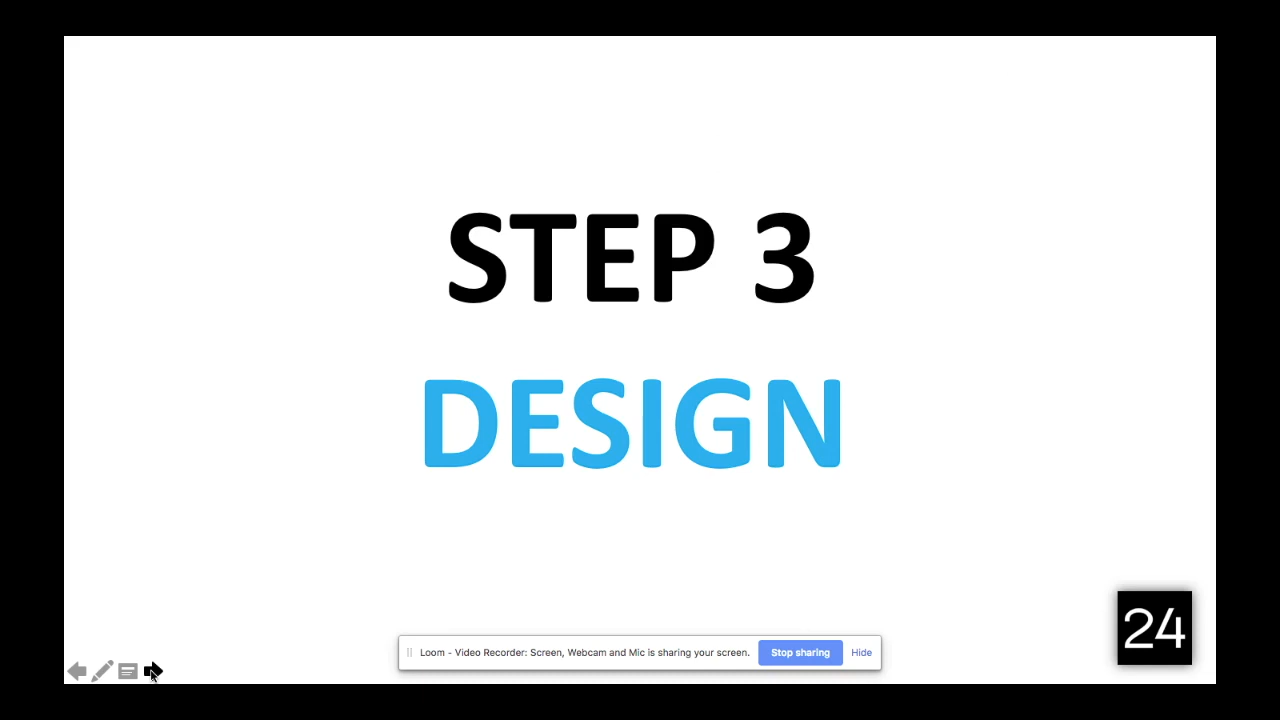 STEP 3
DESIGN
24
Loom - Video Recorder: Screen, Webcam and Mic is sharing your screen. Stop sharing Hide